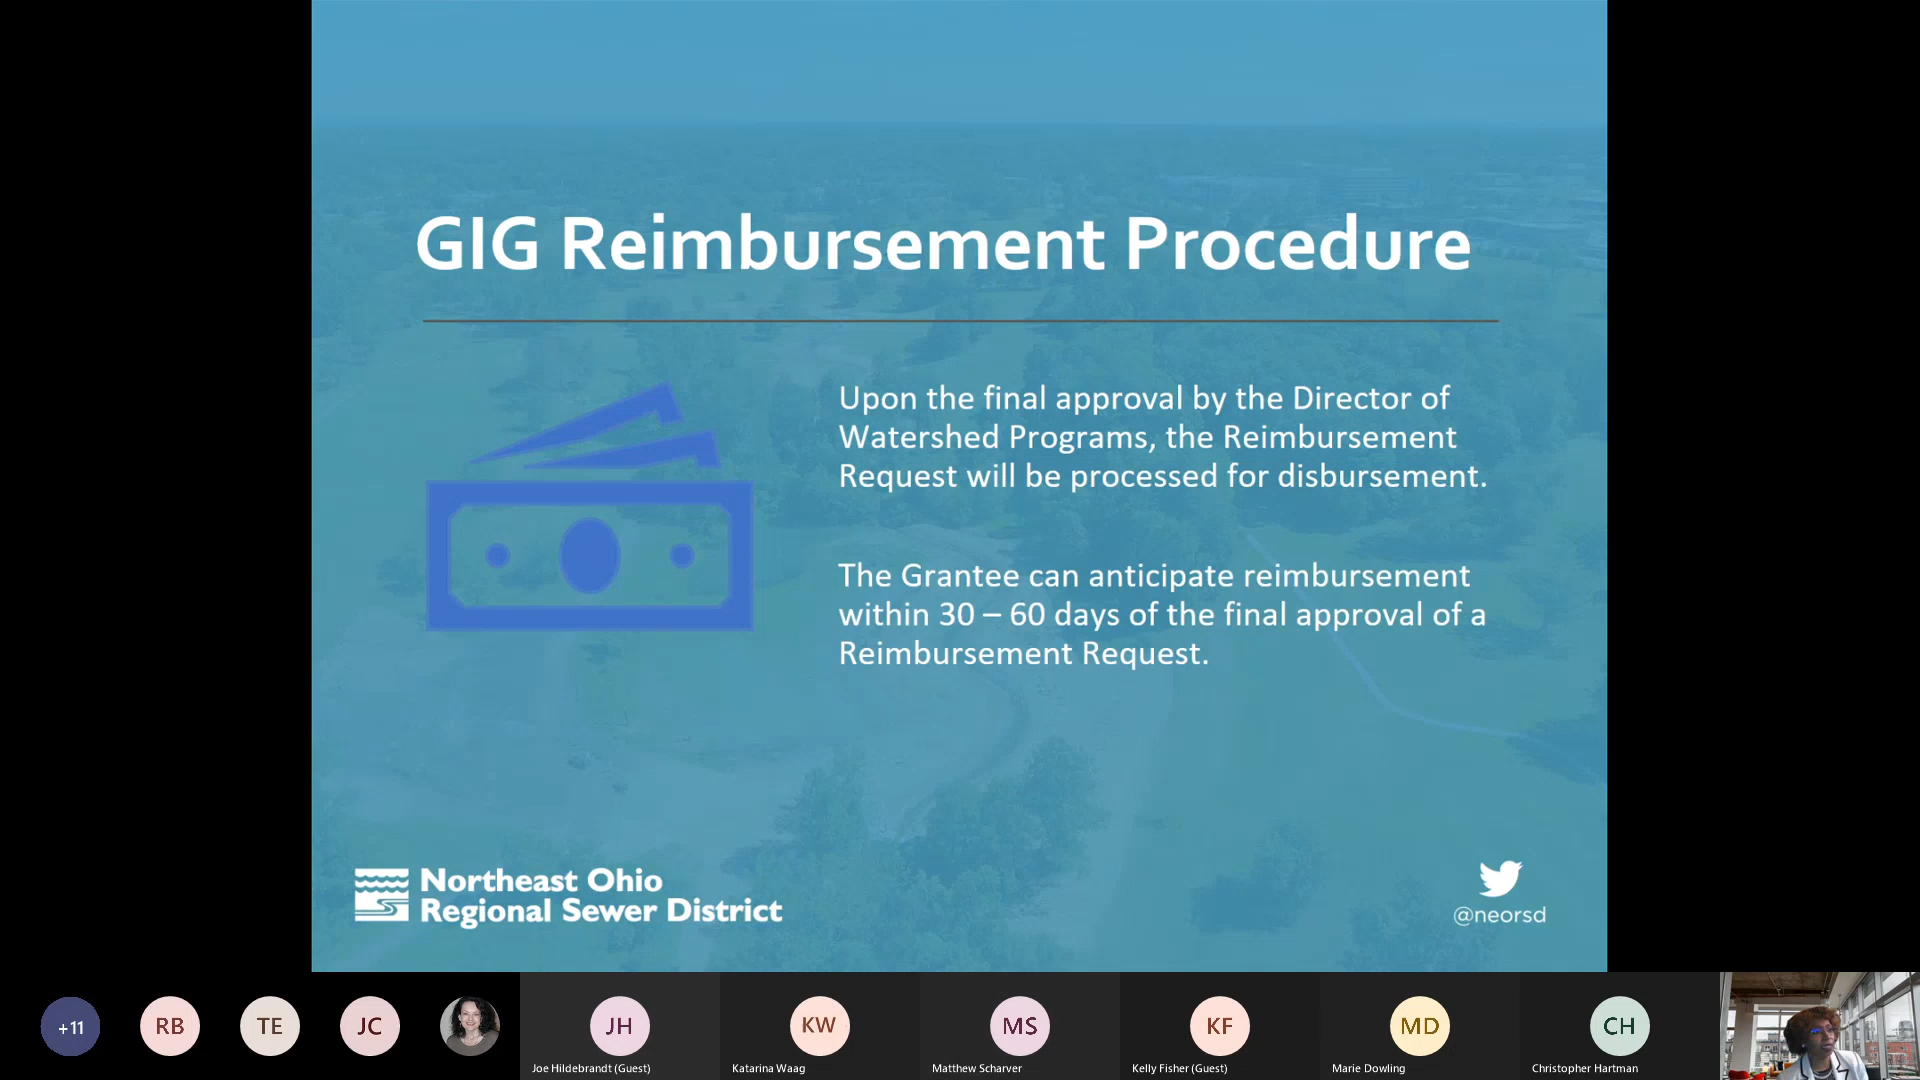 GIG Reimbursement Procedure
Upon the final approval by the Director of
Watershed Programs, the Reimbursement
Request will be processed for disbursement.
The Grantee can anticipate reimbursement
within 30 – 60 days of the final approval of a
Reimbursement Request.
Northeast Ohio
Regional Sewer District
@neorsd
+11
RB
TE
JC
JH
KW
MS
KF
MD
CH
Joe Hildebrandt (Guest)
Katarina Waag
Matthew Scharver
Kelly Fisher (Guest)
Marie Dowling
Christopher Hartman